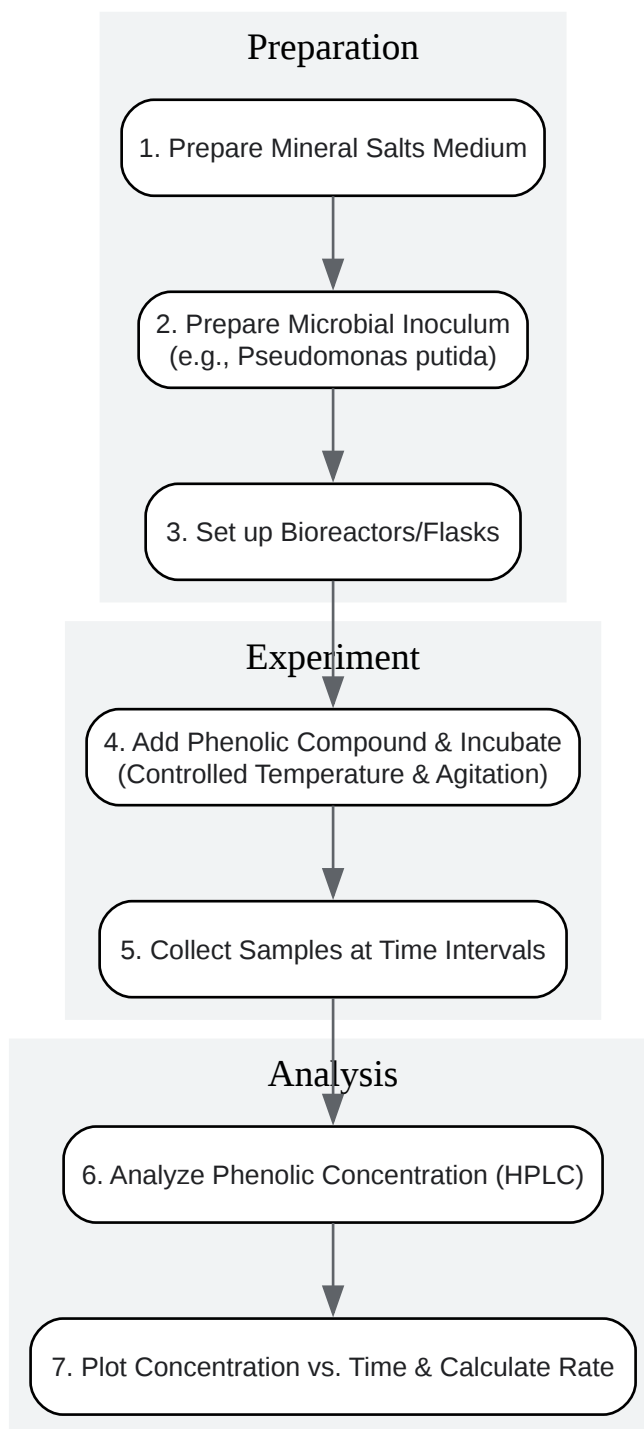 Preparation
1. Prepare Mineral Salts Medium
2. Prepare Microbial Inoculum
(e.g., Pseudomonas putida)
3. Set up Bioreactors/Flasks
Experiment
4. Add Phenolic Compound & Incubate
(Controlled Temperature & Agitation)
5. Collect Samples at Time Intervals
Analysis
6. Analyze Phenolic Concentration (HPLC)
7. Plot Concentration vs. Time & Calculate Rate